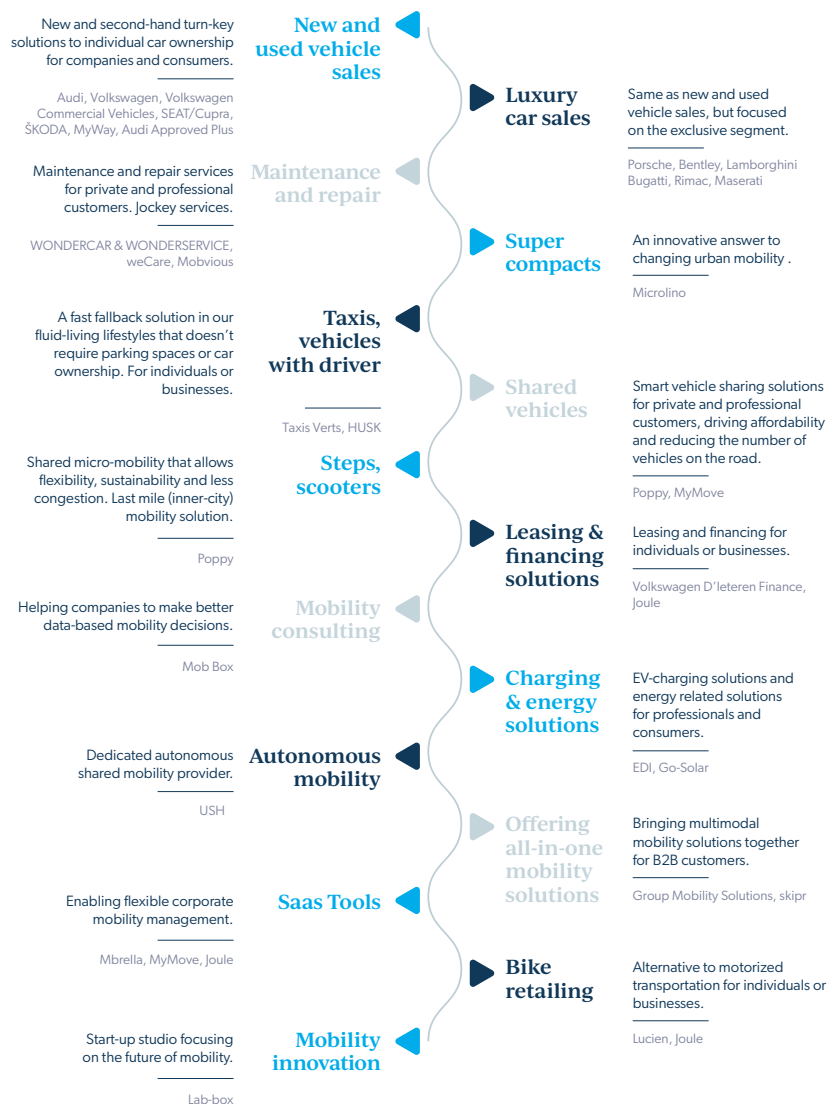 New and second-hand turn-key
solutions to individual car ownership
for companies and consumers.
Audi, Volkswagen, Volkswagen
Commercial Vehicles, SEAT/Cupra,
ŠKODA, MyWay, Audi Approved Plus
New and
used vehicle
sales
Luxury
car sales
Same as new and used
vehicle sales, but focused
on the exclusive segment.
Porsche, Bentley, Lamborghini
Bugatti, Rimac, Maserati
Maintenance and repair services
for private and professional
customers. Jockey services.
WONDERCAR & WONDERSERVICE,
weCare, Mobvious
Maintenance
and repair
Super
compacts
An innovative answer to
changing urban mobility .
Microlino
A fast fallback solution in our
fluid-living lifestyles that doesn’t
require parking spaces or car
ownership. For individuals or
businesses.
Taxis,
vehicles
with driver
Taxis Verts, HUSK
Shared
vehicles
Smart vehicle sharing solutions
for private and professional
customers, driving affordability
and reducing the number of
vehicles on the road.
Poppy, MyMove
Shared micro-mobility that allows
flexibility, sustainability and less
congestion. Last mile (inner-city)
mobility solution.
Poppy
Steps,
scooters
Leasing &
financing
solutions
Leasing and financing for
individuals or businesses.
Volkswagen D’Ieteren Finance,
Joule
Helping companies to make better
data-based mobility decisions.
Mob Box
Mobility
consulting
Charging
& energy
solutions
EV-charging solutions and
energy related solutions
for professionals and
consumers.
EDI, Go-Solar
Dedicated autonomous
shared mobility provider.
USH
Autonomous
mobility
Offering
all-in-one
mobility
solutions
Bringing multimodal
mobility solutions together
for B2B customers.
Group Mobility Solutions, skipr
Enabling flexible corporate
mobility management.
Mbrella, MyMove, Joule
Saas Tools
Bike
retailing
Alternative to motorized
transportation for individuals or
businesses.
Lucien, Joule
Start-up studio focusing
on the future of mobility.
Lab-box
Mobility
innovation